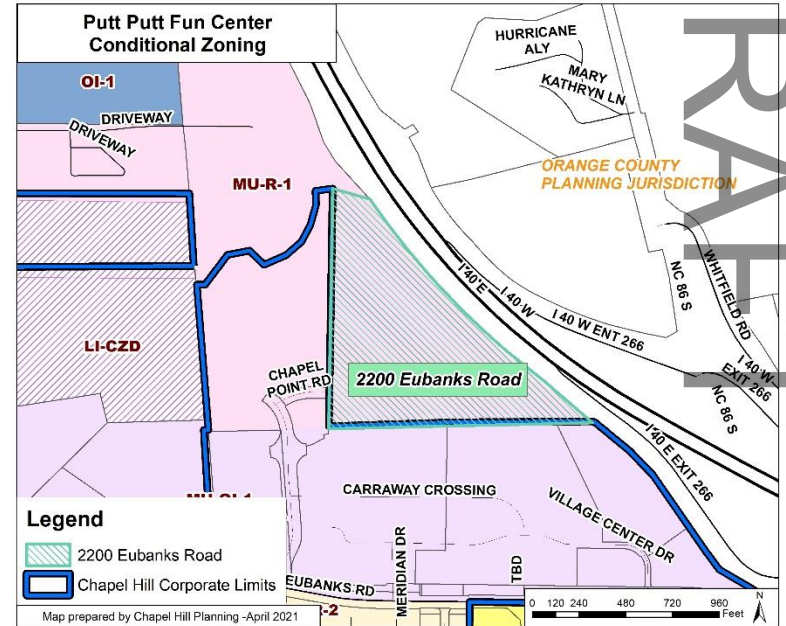 Putt Putt Fun Center
Conditional Zoning
OI-1
DRIVEWAY
DRIVEWAY
MU-R-1
HURRICANE
ALY
MARY
KATHRYN LN
ORANGE COUNTY
PLANNING JURISDICTION
WHITFIELD RD
NC 86 S
I 40 E
I 40 W
I 40 W ENT 266
I 40 W
EXIT 266
NC 86 S
LI-CZD
CHAPEL
POINT RD
2200 Eubanks Road
I 40 E EXIT 266
CARRAWAY CROSSING
VILLAGE CENTER DR
MERIDIAN DR
TBD
EUBANKS RD
Legend
2200 Eubanks Road
Chapel Hill Corporate Limits
Map prepared by Chapel Hill Planning -April 2021
0 120 240 480 720 960
Feet
N